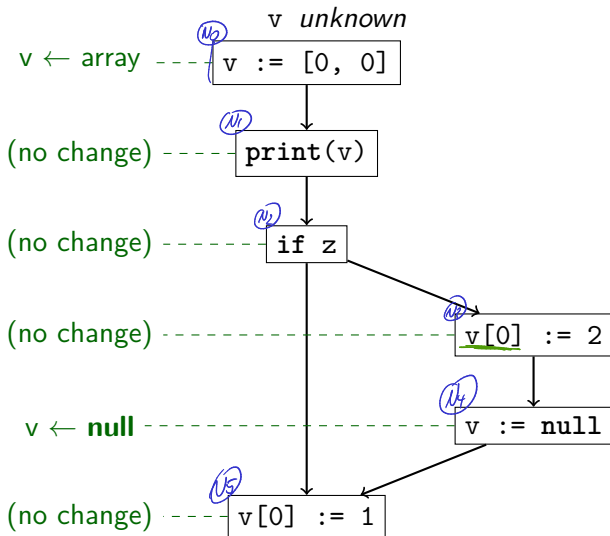 v unknown
N0
v ← array
v := [0, 0]
N1
(no change)
print(v)
N2
(no change)
if z
N3
(no change)
v[0] := 2
N4
v ← null
v := null
N5
(no change)
v[0] := 1